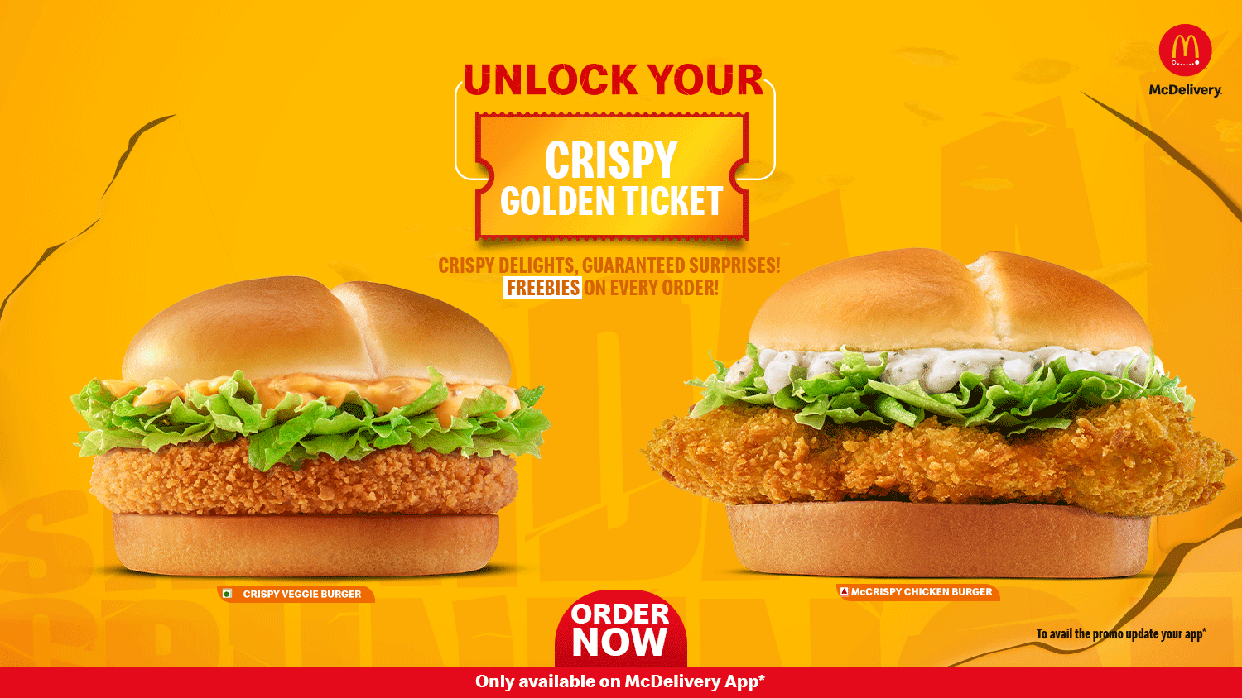 McDelivery
UNLOCK YOUR
CRISPY
GOLDEN TICKET
CRISPY DELIGHTS, GUARANTEED SURPRISES!
FREEBIES ON EVERY ORDER!
CRISPY VEGGIE BURGER
McCRISPY CHICKEN BURGER
ORDER
NOW
To avail the promo update your app*
Only available on McDelivery App*